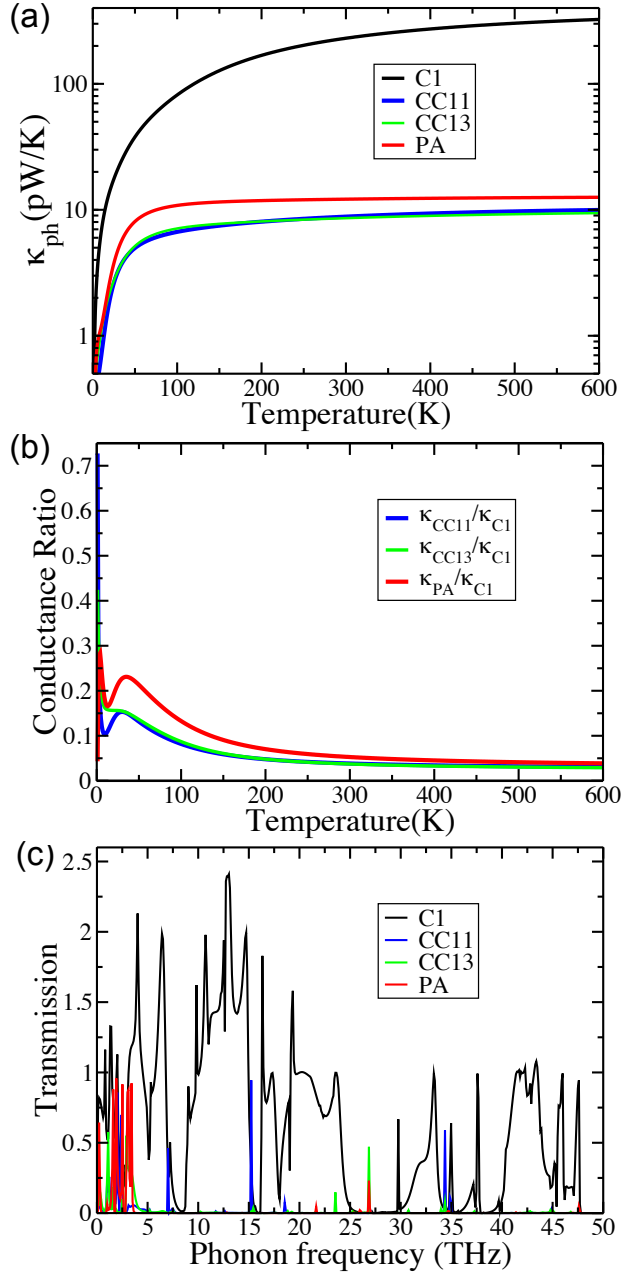 (a)
100
10
1
κph(pW/K)
C1
CC11
CC13
PA
0 100 200 300 400 500 600
Temperature(K)
(b)
0.7
0.6
0.5
0.4
0.3
0.2
0.1
0
Conductance Ratio
κCC11/κC1
κCC13/κC1
κPA/κC1
0 100 200 300 400 500 600
Temperature(K)
(c)
2.5
2
1.5
1
0.5
0
Transmission
C1
CC11
CC13
PA
0 5 10 15 20 25 30 35 40 45 50
Phonon frequency (THz)